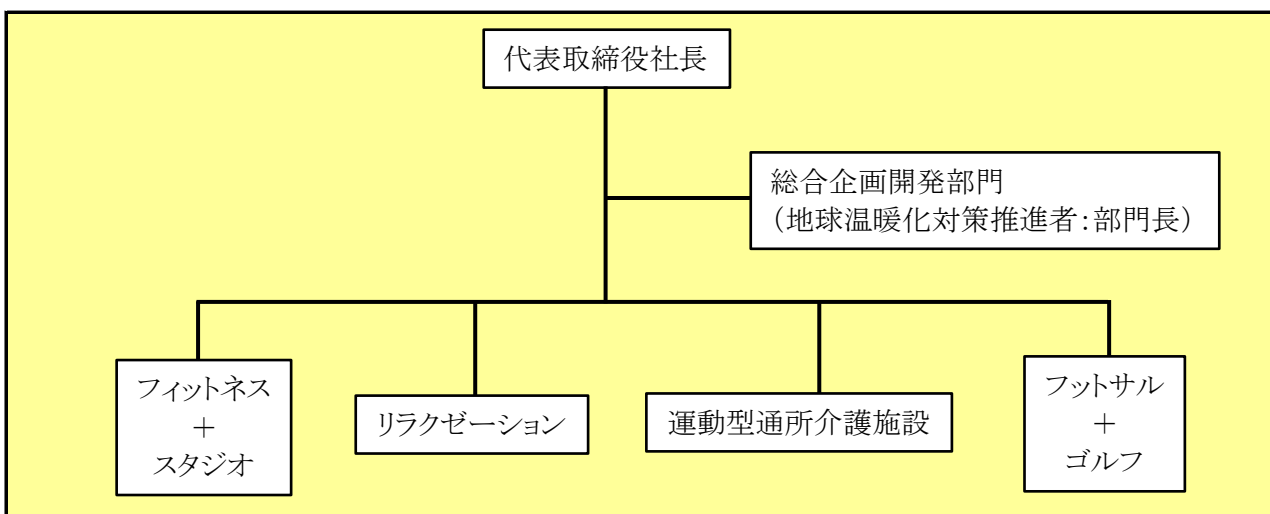 代表取締役社長
総合企画開発部門
（地球温暖化対策推進者：部門長）
フィットネス
＋
スタジオ
リラクゼーション
運動型通所介護施設
フットサル
＋
ゴルフ